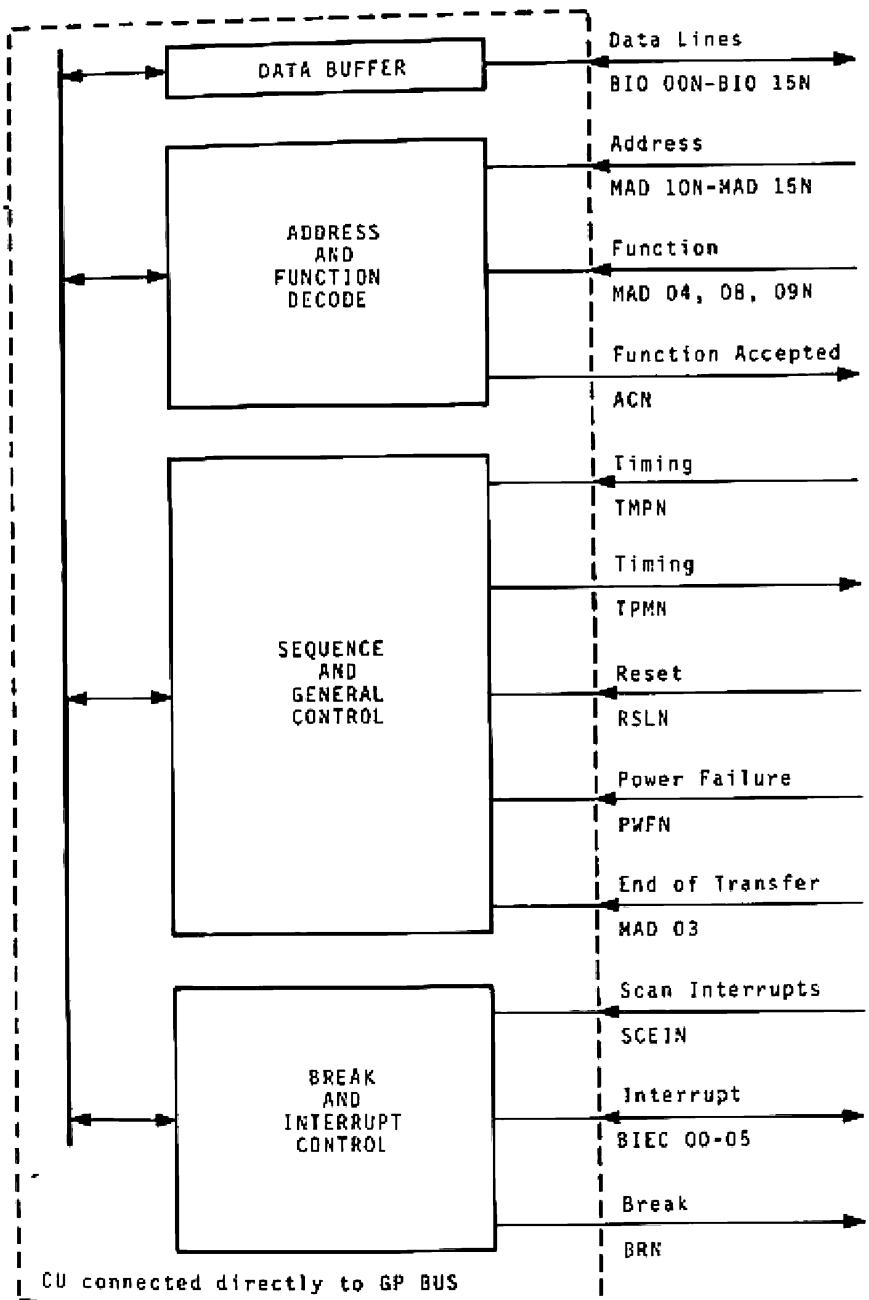 DATA BUFFER
Data Lines
BIO 00N-BIO 15N
ADDRESS
AND
FUNCTION
DECODE
Address
MAD 10N-MAD 15N
Function
MAD 04, 08, 09N
Function Accepted
ACN
SEQUENCE
AND
GENERAL
CONTROL
Timing
TMPN
Timing
TPMN
Reset
RSLN
Power Failure
PWFN
End of Transfer
MAD 03
BREAK
AND
INTERRUPT
CONTROL
Scan Interrupts
SCEIN
Interrupt
BIEC 00-05
Break
BRN
CU connected directly to GP BUS